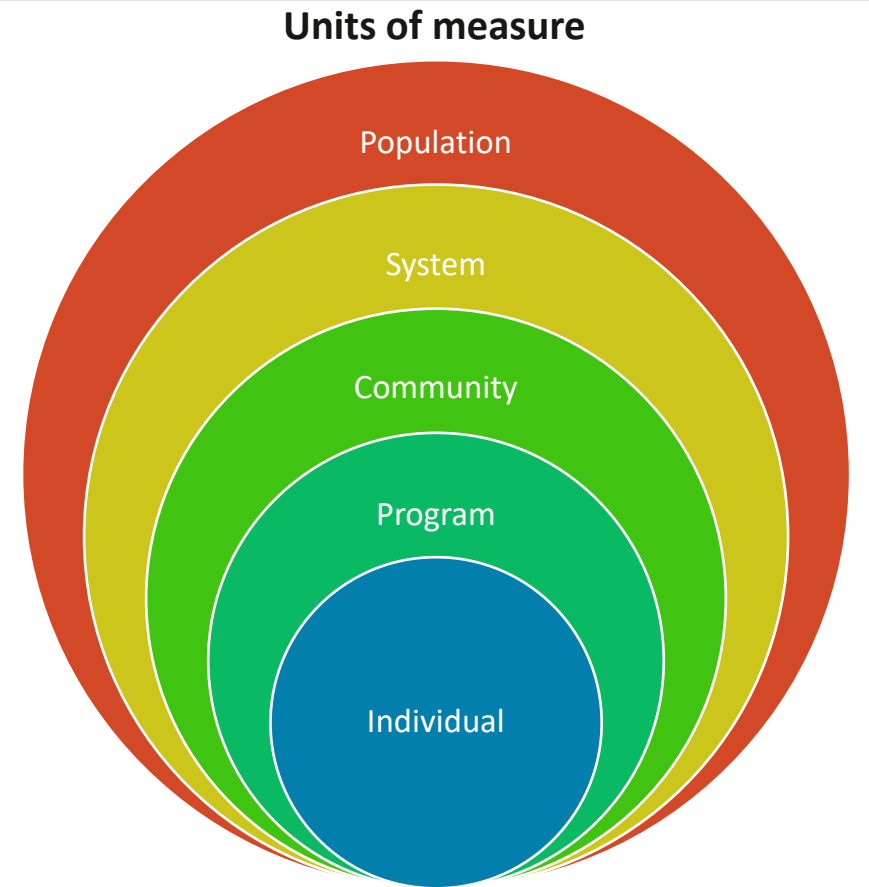 Units of measure
Population
System
Community
Program
Individual